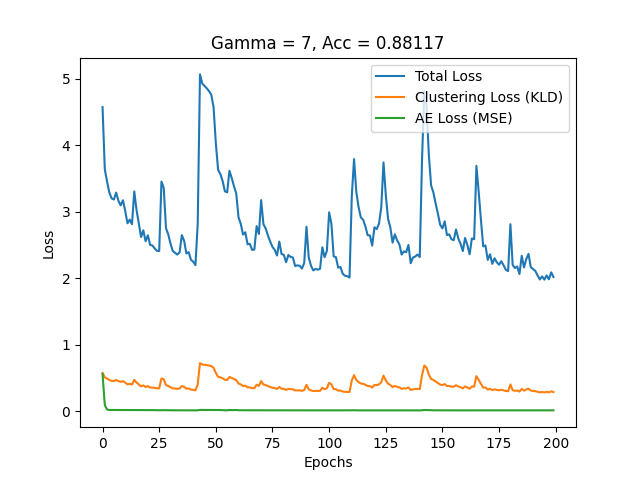 Gamma = 7, Acc = 0.88117
Total Loss
Clustering Loss (KLD)
AE Loss (MSE)
Loss
5
4
3
2
1
0
0 25 50 75 100 125 150 175 200
Epochs